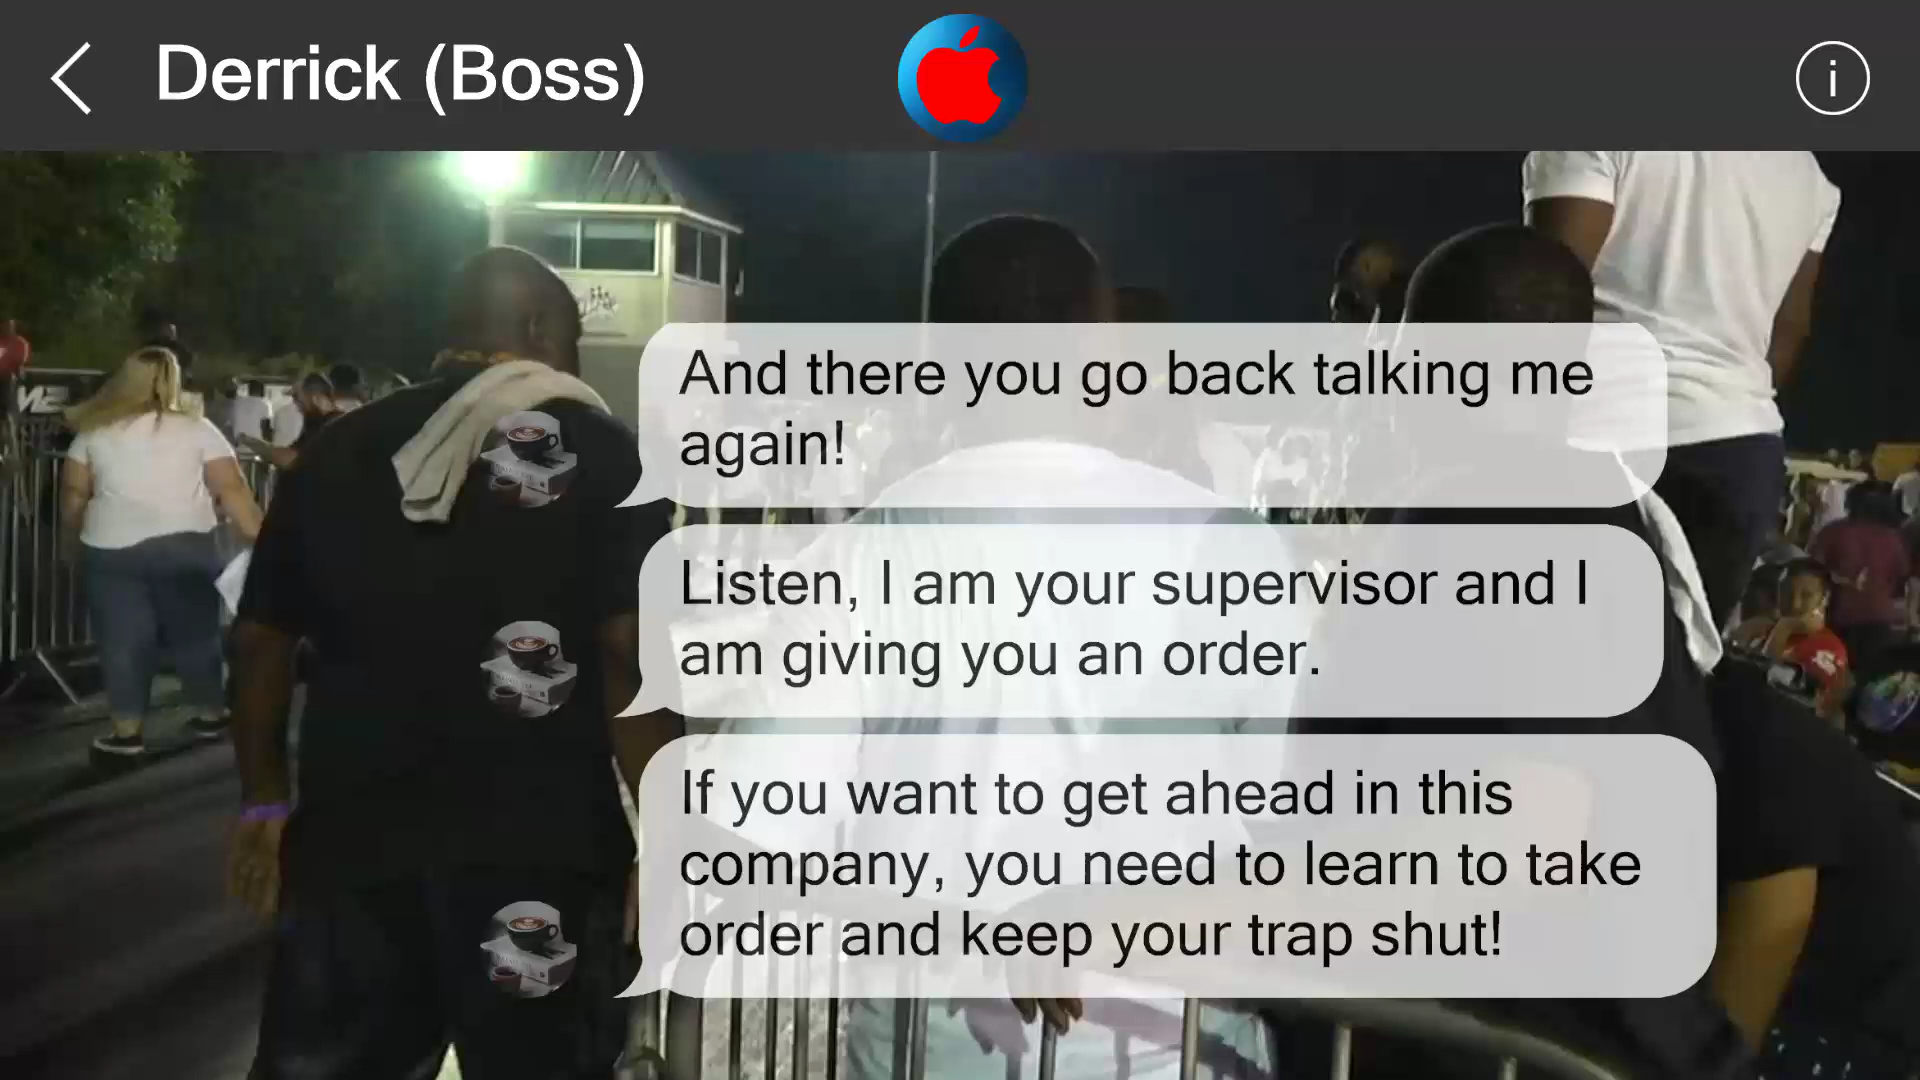 Derrick (Boss)
And there you go back talking me
again!
Listen, I am your supervisor and I
am giving you an order.
If you want to get ahead in this
company, you need to learn to take
order and keep your trap shut!